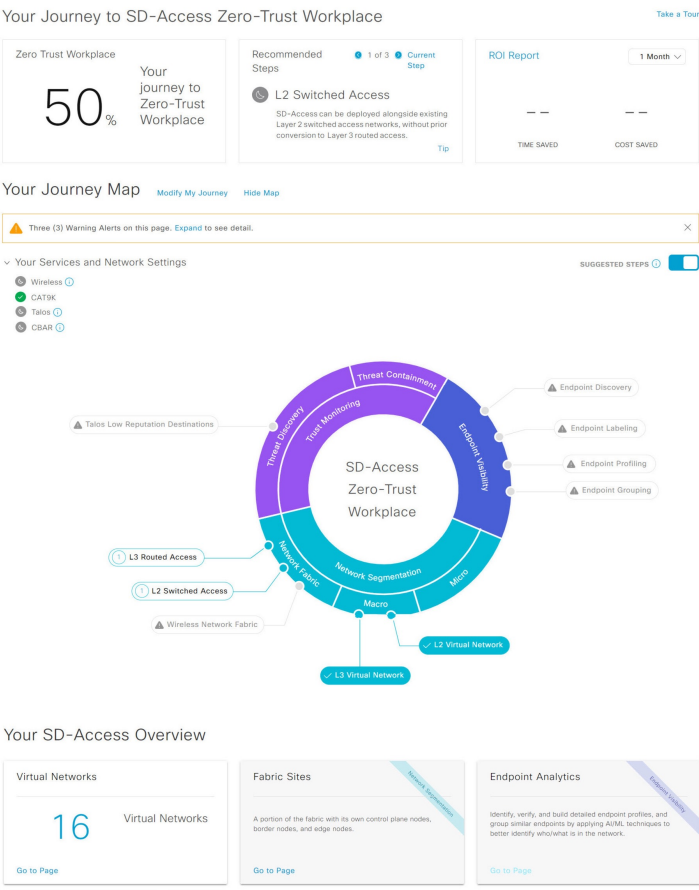 Your Journey to SD-Access Zero-Trust Workplace
Take a Tour
Zero Trust Workplace
50%
Your
journey to
Zero-Trust
Workplace
Recommended
Steps
1 of 3
Current
Step
L2 Switched Access
SD-Access can be deployed alongside existing
Layer 2 switched access networks, without prior
conversion to Layer 3 routed access.
Tip
ROI Report
1 Month
-- --
TIME SAVED
COST SAVED
Your Journey Map
Modify My Journey
Hide Map
Three (3) Warning Alerts on this page. Expand to see detail.
Your Services and Network Settings
SUGGESTED STEPS
Wireless
CAT9K
Talos
CBAR
Threat Containment
Threat Discovery
Trust Monitoring
Endpoint Visibility
Endpoint Discovery
Endpoint Labeling
Endpoint Profiling
Endpoint Grouping
Talos Low Reputation Destinations
SD-Access
Zero-Trust
Workplace
1 L3 Routed Access
1 L2 Switched Access
Wireless Network Fabric
Network Fabric
Network Segmentation
Macro
Micro
L2 Virtual Network
L3 Virtual Network
Your SD-Access Overview
Virtual Networks
16
Virtual Networks
Go to Page
Fabric Sites
Network Segmentation
A portion of the fabric with its own control plane nodes,
border nodes, and edge nodes.
Go to Page
Endpoint Analytics
Endpoint Visibility
Identify, verify, and build detailed endpoint profiles, and
group similar endpoints by applying AI/ML techniques to
better identify who/what is in the network.
Go to Page